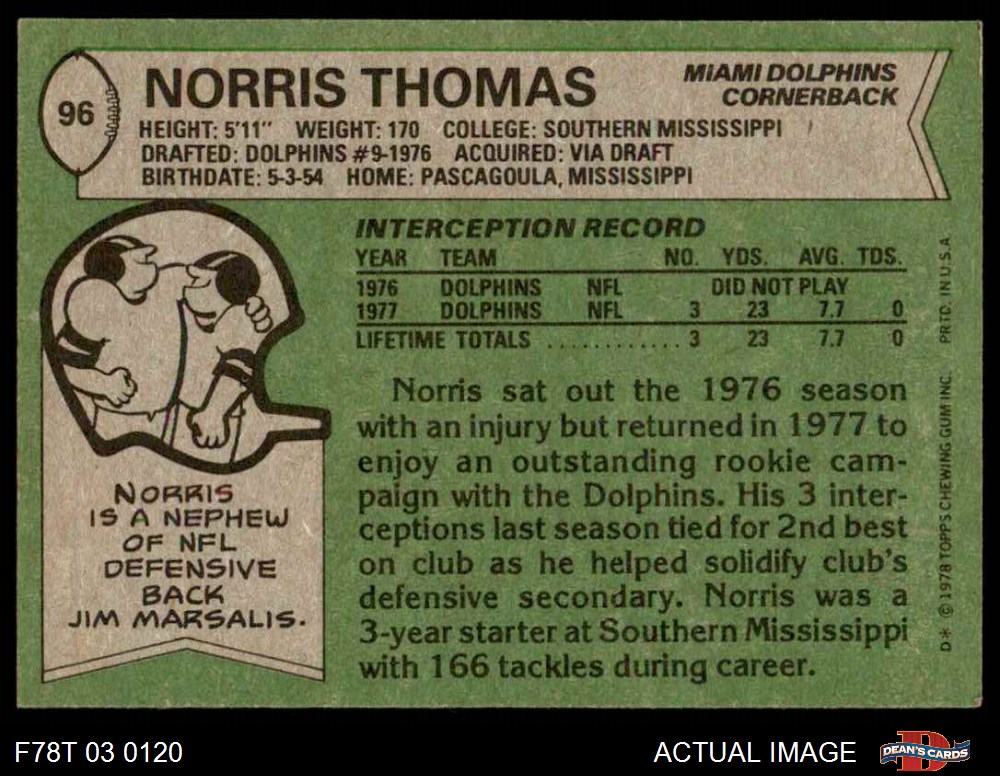 96
NORRIS THOMAS
MIAMI DOLPHINS
CORNERBACK
HEIGHT: 5'11" WEIGHT: 170 COLLEGE: SOUTHERN MISSISSIPPI
DRAFTED: DOLPHINS #9-1976 ACQUIRED: VIA DRAFT
BIRTHDATE: 5-3-54 HOME: PASCAGOULA, MISSISSIPPI
INTERCEPTION RECORD
YEAR TEAM NO. YDS. AVG. TDS.
1976 DOLPHINS NFL DID NOT PLAY
1977 DOLPHINS NFL 3 23 7.7 0
LIFETIME TOTALS ............ 3 23 7.7 0
Norris sat out the 1976 season
with an injury but returned in 1977 to
enjoy an outstanding rookie cam-
paign with the Dolphins. His 3 inter-
ceptions last season tied for 2nd best
on club as he helped solidify club's
defensive secondary. Norris was a
3-year starter at Southern Mississippi
with 166 tackles during career.
NORRIS
IS A NEPHEW
OF NFL
DEFENSIVE
BACK
JIM MARSALIS.
D* © 1978 TOPPS CHEWING GUM INC. PRTD. IN U.S.A
F78T 03 0120
ACTUAL IMAGE
D
DEAN'S CARDS